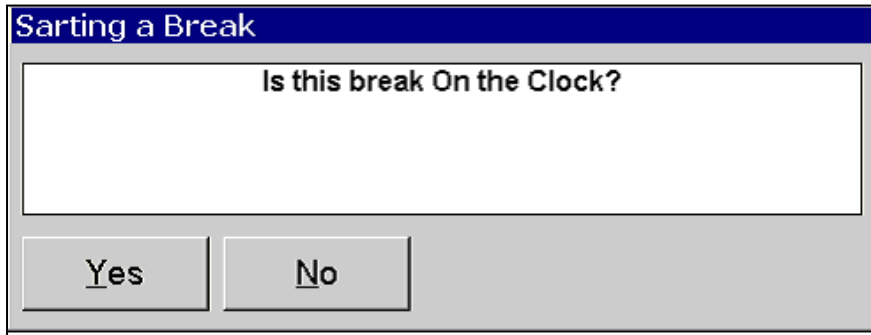 Sarting a Break
Is this break On the Clock?
Yes No